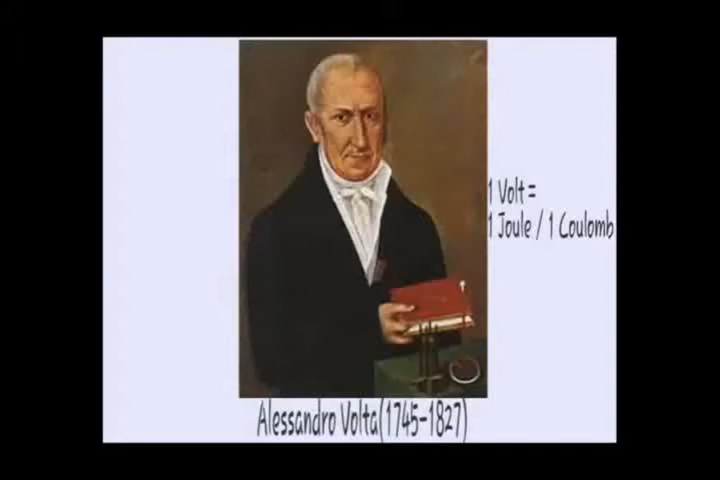 1 Volt =
1 Joule / 1 Coulomb
Alessandro Volta(1745-1827)